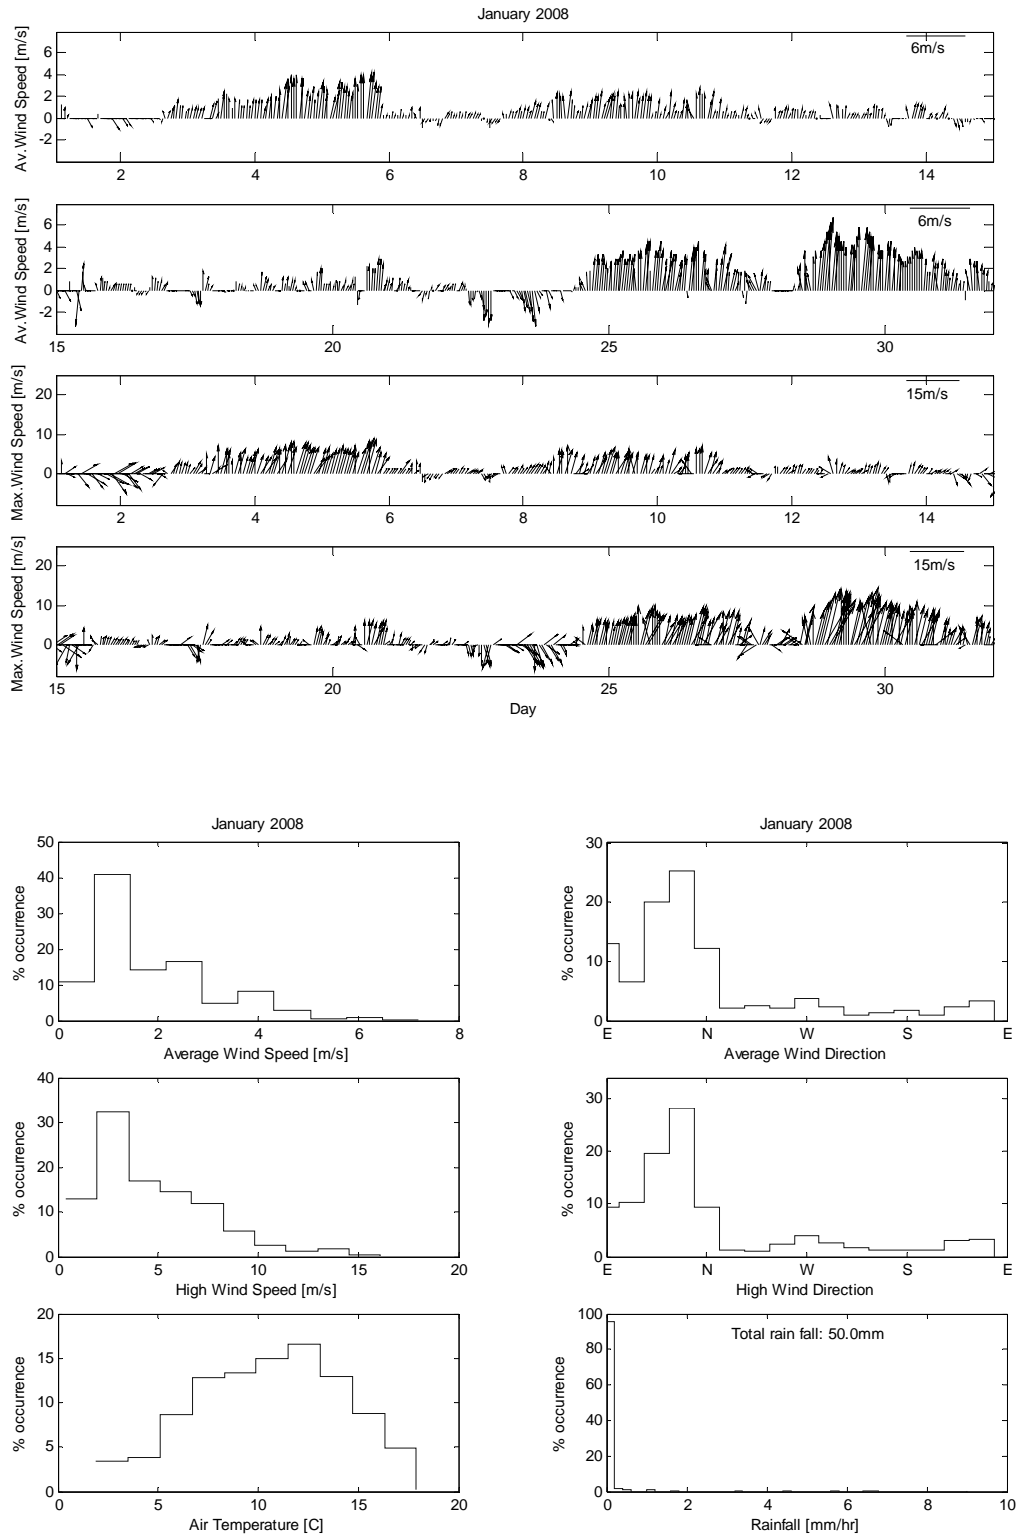 January 2008
Av.Wind Speed [m/s]
6
4
2
0
-2
6m/s
2 4 6 8 10 12 14
Av.Wind Speed [m/s]
6
4
2
0
-2
6m/s
15 20 25 30
Max.Wind Speed [m/s]
20
10
0
15m/s
2 4 6 8 10 12 14
Max.Wind Speed [m/s]
20
10
0
15m/s
15 20 25 30
Day
January 2008
% occurrence
50
40
30
20
10
0
0 2 4 6 8
Average Wind Speed [m/s]
January 2008
% occurrence
30
20
10
0
E N W S E
Average Wind Direction
% occurrence
40
30
20
10
0
0 5 10 15 20
High Wind Speed [m/s]
% occurrence
30
20
10
0
E N W S E
High Wind Direction
% occurrence
20
15
10
5
0
0 5 10 15 20
Air Temperature [C]
% occurrence
100
80
60
40
20
0
Total rain fall: 50.0mm
0 2 4 6 8 10
Rainfall [mm/hr]